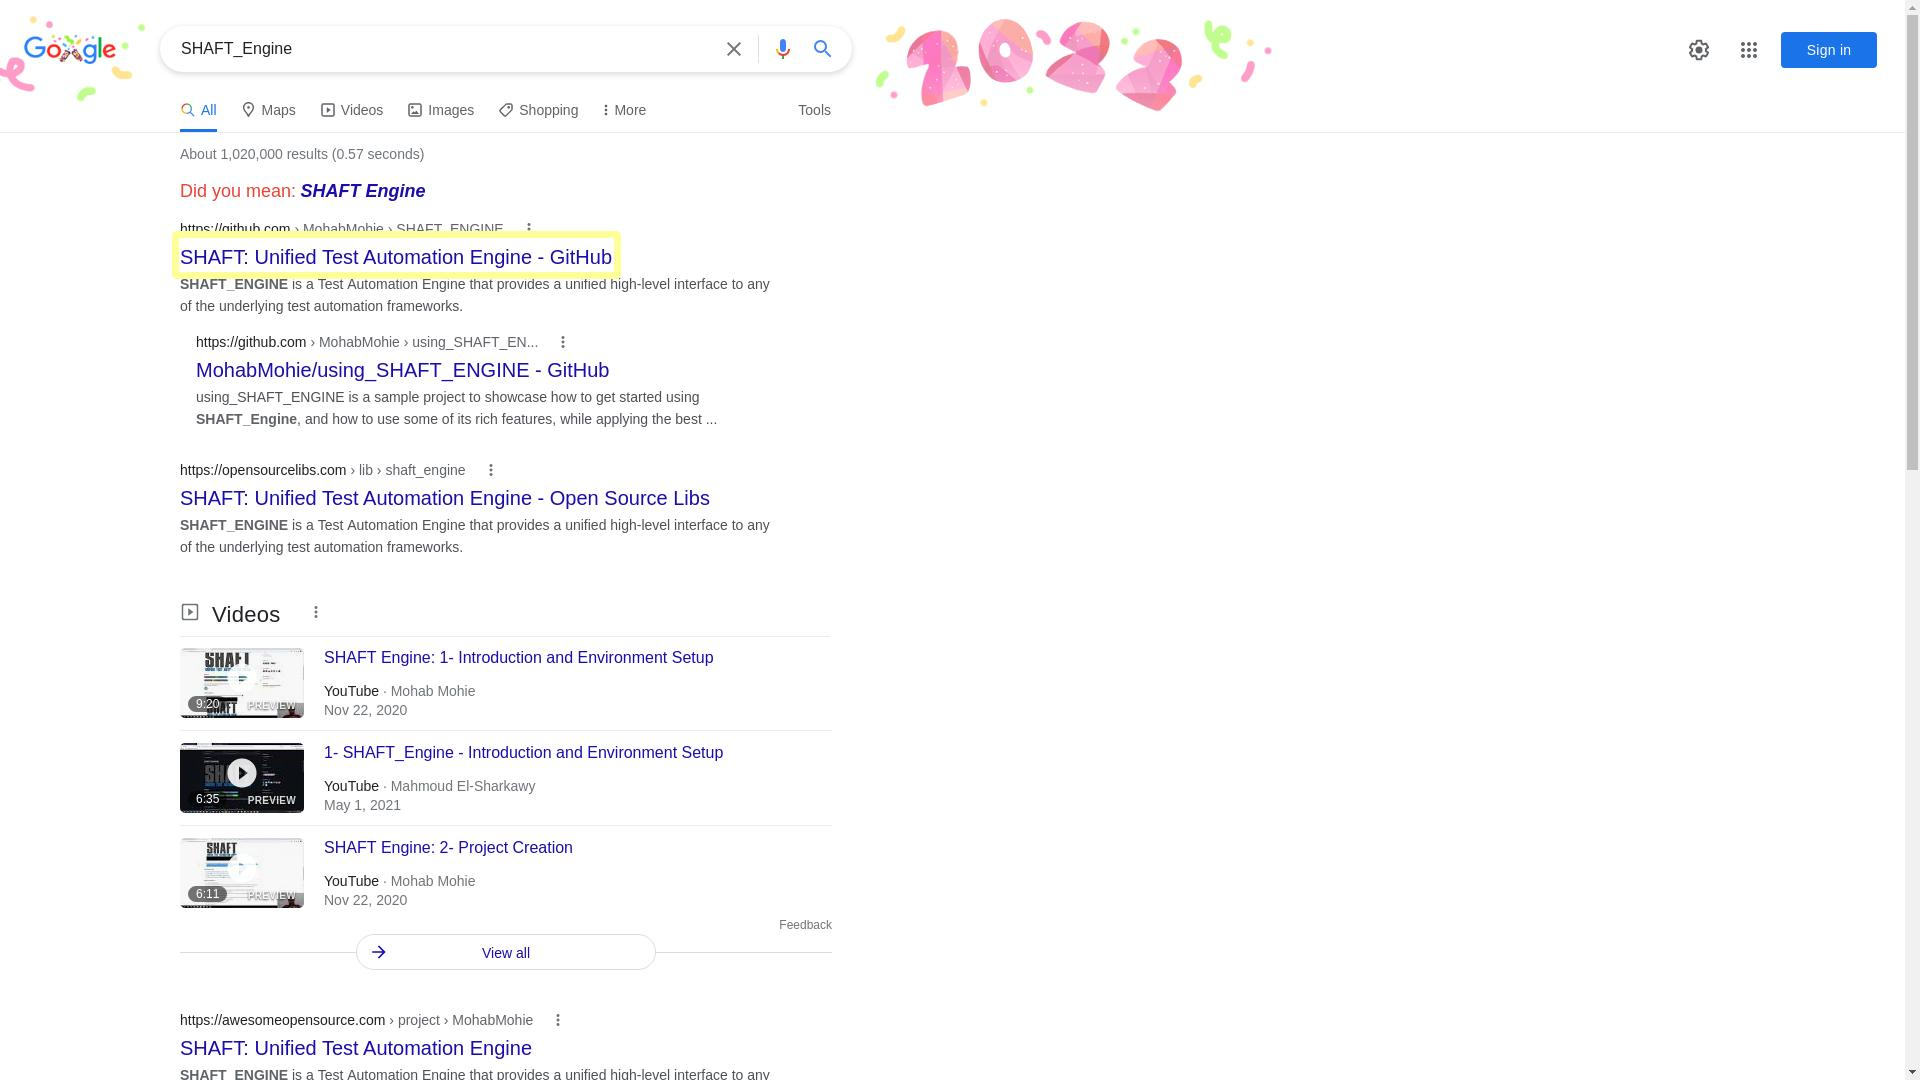 Google
SHAFT_Engine
2022
Sign in
All
Maps
Videos
Images
Shopping
More
Tools
About 1,020,000 results (0.57 seconds)
Did you mean: SHAFT Engine
https://github.com › MohabMohie › SHAFT_ENGINE
SHAFT: Unified Test Automation Engine - GitHub
SHAFT_ENGINE is a Test Automation Engine that provides a unified high-level interface to any
of the underlying test automation frameworks.
https://github.com › MohabMohie › using_SHAFT_EN...
MohabMohie/using_SHAFT_ENGINE - GitHub
using_SHAFT_ENGINE is a sample project to showcase how to get started using
SHAFT_Engine, and how to use some of its rich features, while applying the best ...
https://opensourcelibs.com › lib › shaft_engine
SHAFT: Unified Test Automation Engine - Open Source Libs
SHAFT_ENGINE is a Test Automation Engine that provides a unified high-level interface to any
of the underlying test automation frameworks.
Videos
SHAFT
9:20
PREVIEW
SHAFT Engine: 1- Introduction and Environment Setup
YouTube · Mohab Mohie
Nov 22, 2020
6:35
PREVIEW
1- SHAFT_Engine - Introduction and Environment Setup
YouTube · Mahmoud El-Sharkawy
May 1, 2021
SHAFT
6:11
PREVIEW
SHAFT Engine: 2- Project Creation
YouTube · Mohab Mohie
Nov 22, 2020
Feedback
View all
https://awesomeopensource.com › project › MohabMohie
SHAFT: Unified Test Automation Engine
SHAFT_ENGINE is a Test Automation Engine that provides a unified high-level interface to any